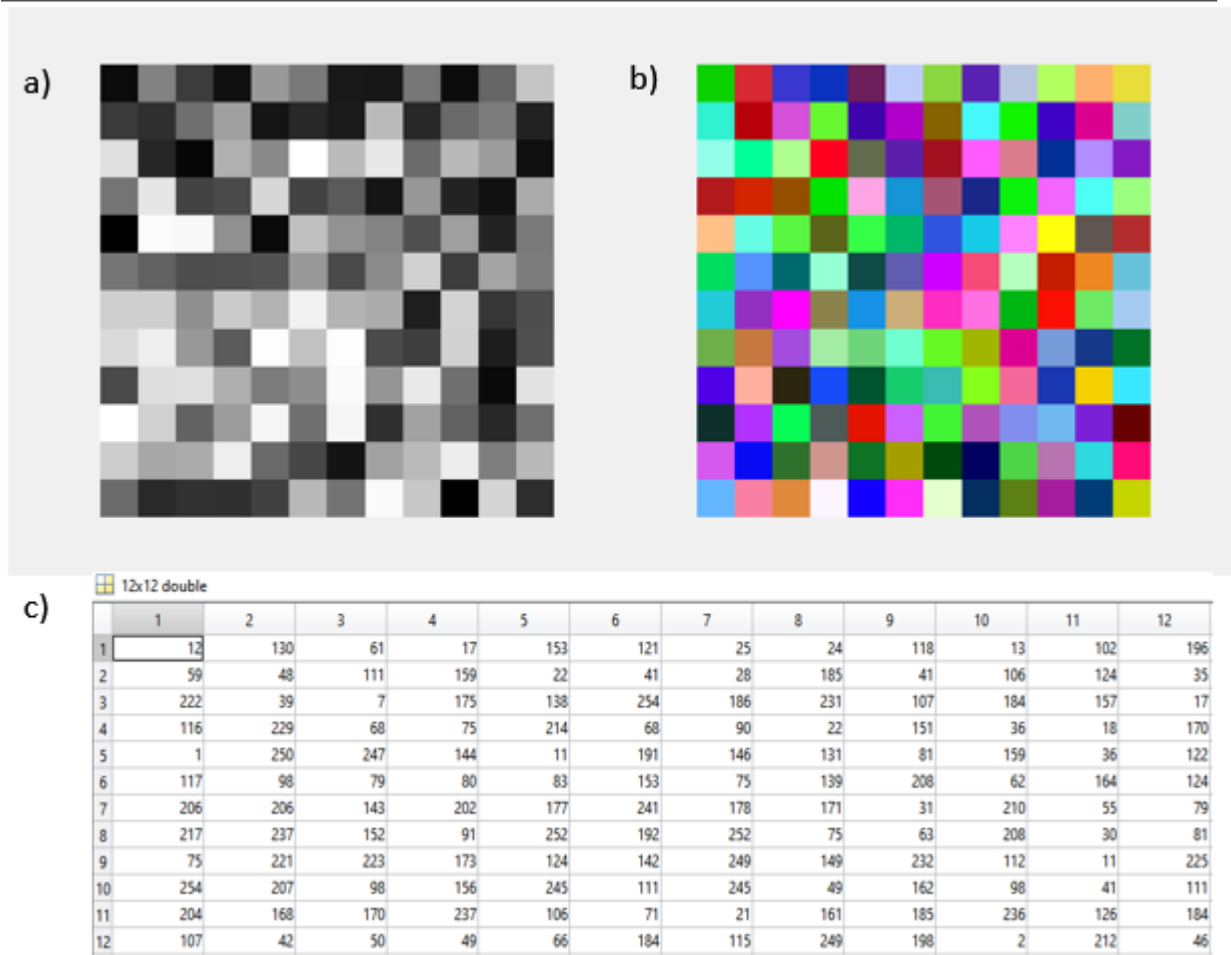 a)
b)
12x12 double
c)
1 2 3 4 5 6 7 8 9 10 11 12
1 12 130 61 17 153 121 25 24 118 13 102 196
2 59 48 111 159 22 41 28 185 41 106 124 35
3 222 39 7 175 138 254 186 231 107 184 157 17
4 116 229 68 75 214 68 90 22 151 36 18 170
5 1 250 247 144 11 191 146 131 81 159 36 122
6 117 98 79 80 83 153 75 139 208 62 164 124
7 206 206 143 202 177 241 178 171 31 210 55 79
8 217 237 152 91 252 192 252 75 63 208 30 81
9 75 221 223 173 124 142 249 149 232 112 11 225
10 254 207 98 156 245 111 245 49 162 98 41 111
11 204 168 170 237 106 71 21 161 185 236 126 184
12 107 42 50 49 66 184 115 249 198 2 212 46